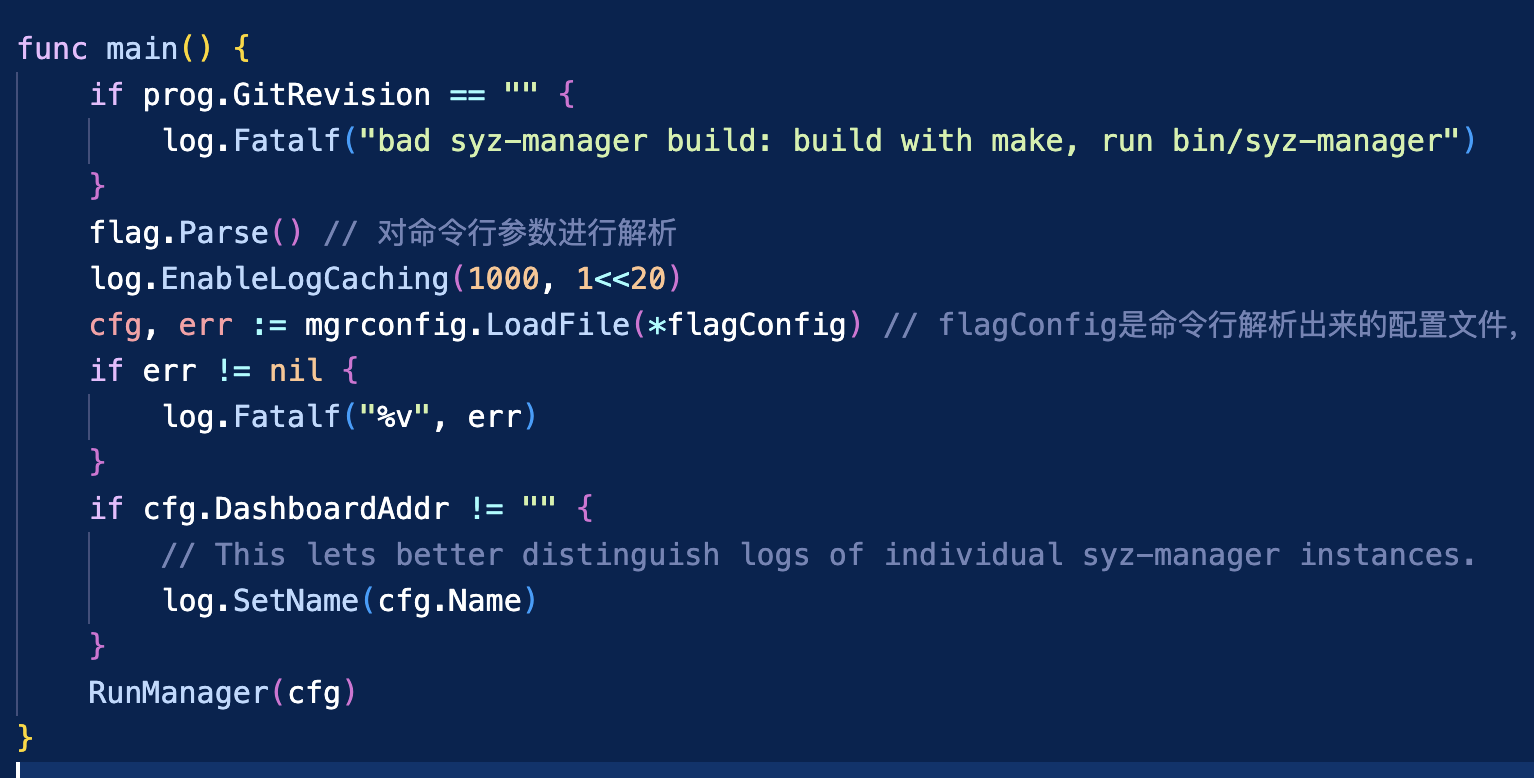 func main() {
    if prog.GitRevision == "" {
        log.Fatalf("bad syz-manager build: build with make, run bin/syz-manager")
    }
    flag.Parse() // 对命令行参数进行解析
    log.EnableLogCaching(1000, 1<<20)
    cfg, err := mgrconfig.LoadFile(*flagConfig) // flagConfig是命令行解析出来的配置文件,
    if err != nil {
        log.Fatalf("%v", err)
    }
    if cfg.DashboardAddr != "" {
        // This lets better distinguish logs of individual syz-manager instances.
        log.SetName(cfg.Name)
    }
    RunManager(cfg)
}